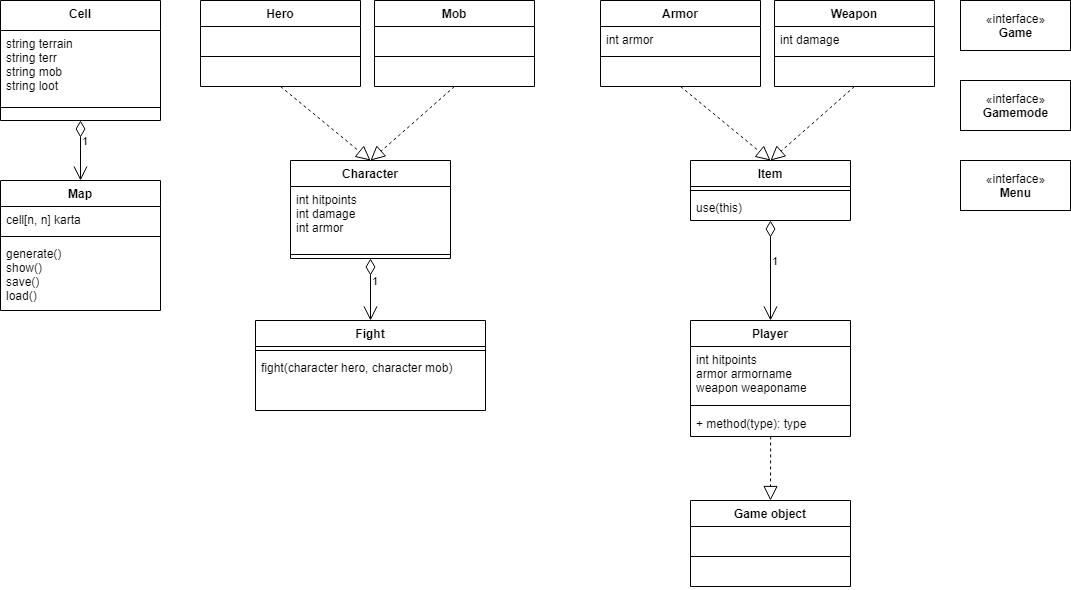 Cell
string terrain
string terr
string mob
string loot
1
Map
cell[n, n] karta
generate()
show()
save()
load()
Hero
Mob
Character
int hitpoints
int damage
int armor
1
Fight
fight(character hero, character mob)
Armor
int armor
Weapon
int damage
Item
use(this)
1
Player
int hitpoints
armor armorname
weapon weaponame
+ method(type): type
Game object
«interface»
Game
«interface»
Gamemode
«interface»
Menu